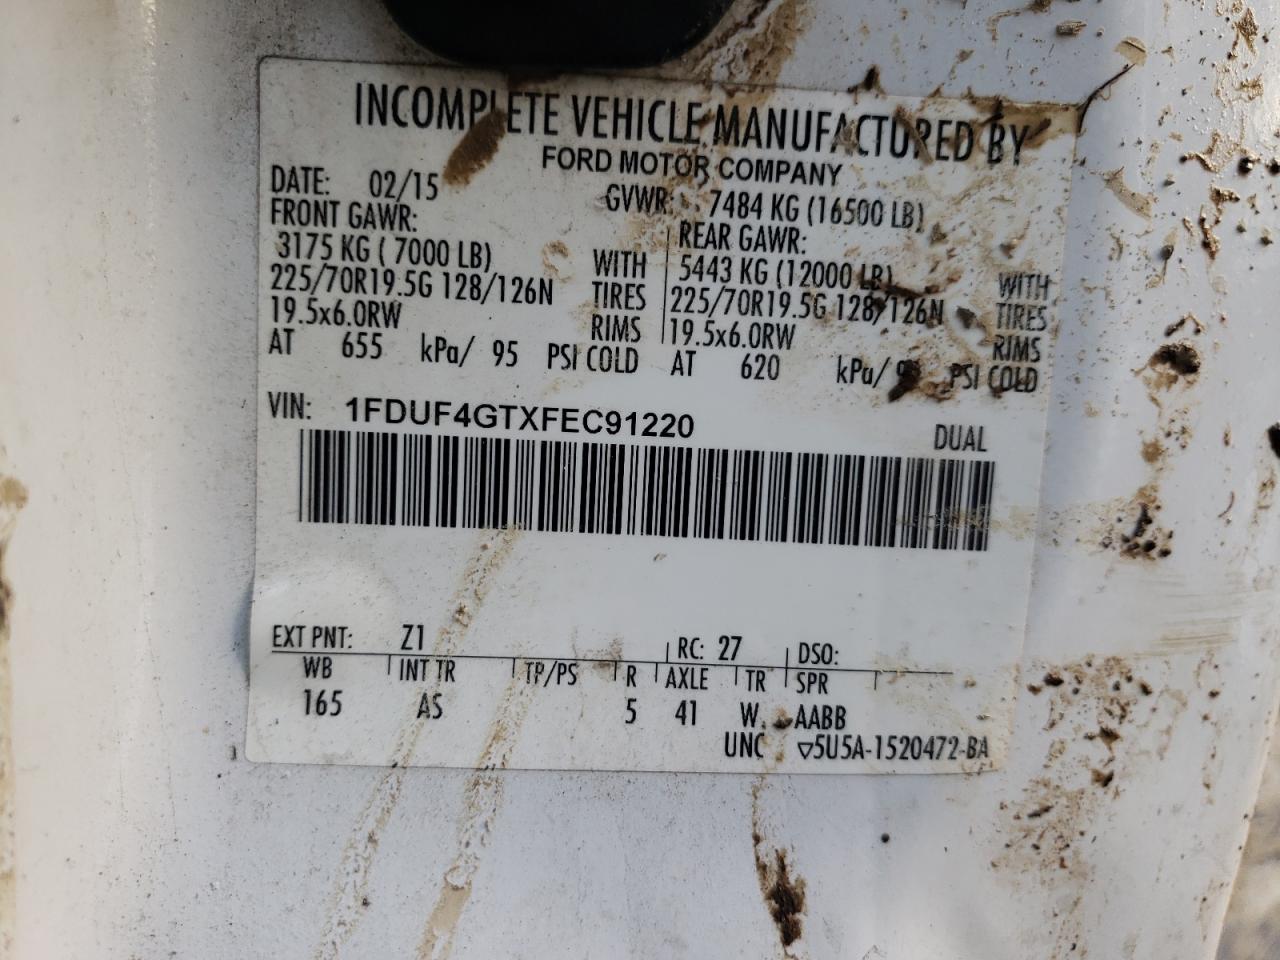 INCOMPLETE VEHICLE MANUFACTURED BY
FORD MOTOR COMPANY
DATE: 02/15 GVWR: 7484 KG (16500 LB)
FRONT GAWR: REAR GAWR:
3175 KG ( 7000 LB) WITH 5443 KG (12000 LB) WITH
225/70R19.5G 128/126N TIRES 225/70R19.5G 128/126N TIRES
19.5x6.0RW RIMS 19.5x6.0RW RIMS
AT 655 kPa/ 95 PSI COLD AT 620 kPa/ PSI COLD
VIN: 1FDUF4GTXFEC91220 DUAL
EXT PNT: Z1 RC: 27 DSO:
WB INT TR TP/PS R AXLE TR SPR
165 AS 5 41 W. AABB
UNC ▽5U5A-1520472-BA